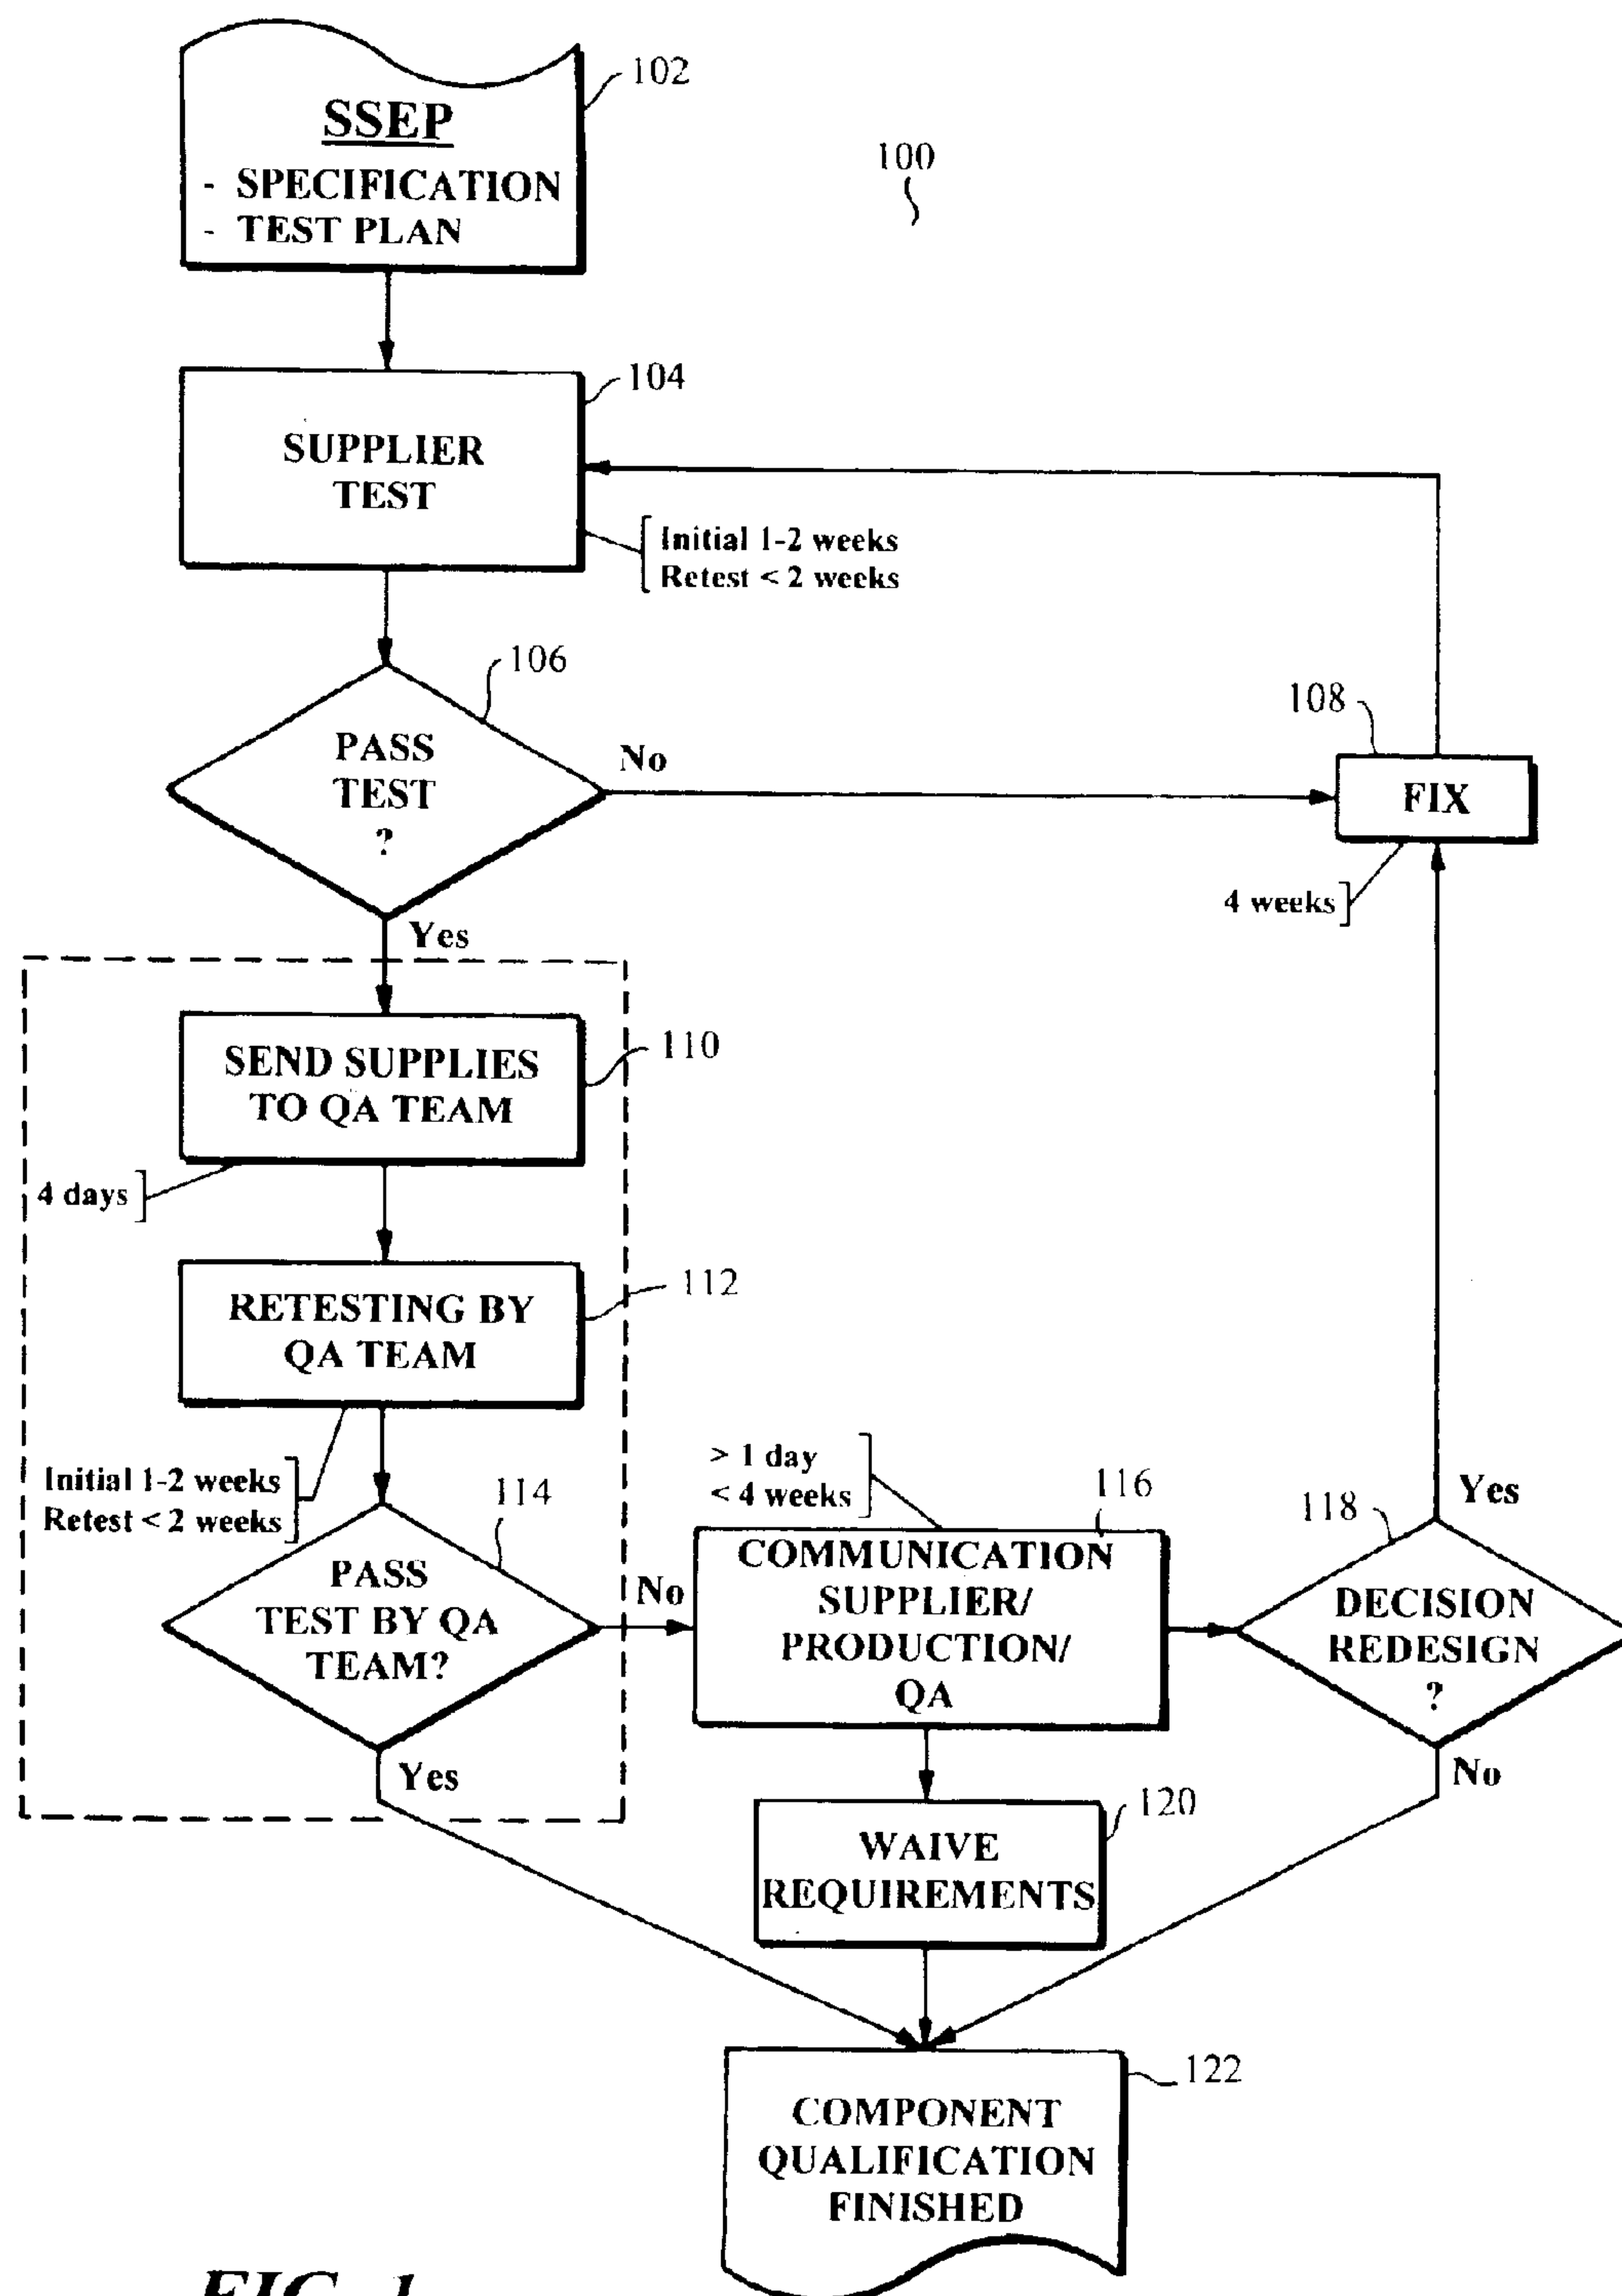 102
SSEP
- SPECIFICATION
- TEST PLAN
100
104
SUPPLIER
TEST
Initial 1-2 weeks
Retest < 2 weeks
106
PASS
TEST
?
No
108
FIX
4 weeks
Yes
SEND SUPPLIES
TO QA TEAM
110
4 days
RETESTING BY
QA TEAM
112
Initial 1-2 weeks
Retest < 2 weeks
114
PASS
TEST BY QA
TEAM?
No
Yes
> 1 day
< 4 weeks
116
COMMUNICATION
SUPPLIER/
PRODUCTION/
QA
118
Yes
DECISION
REDESIGN
?
No
120
WAIVE
REQUIREMENTS
122
COMPONENT
QUALIFICATION
FINISHED
FIG. 1